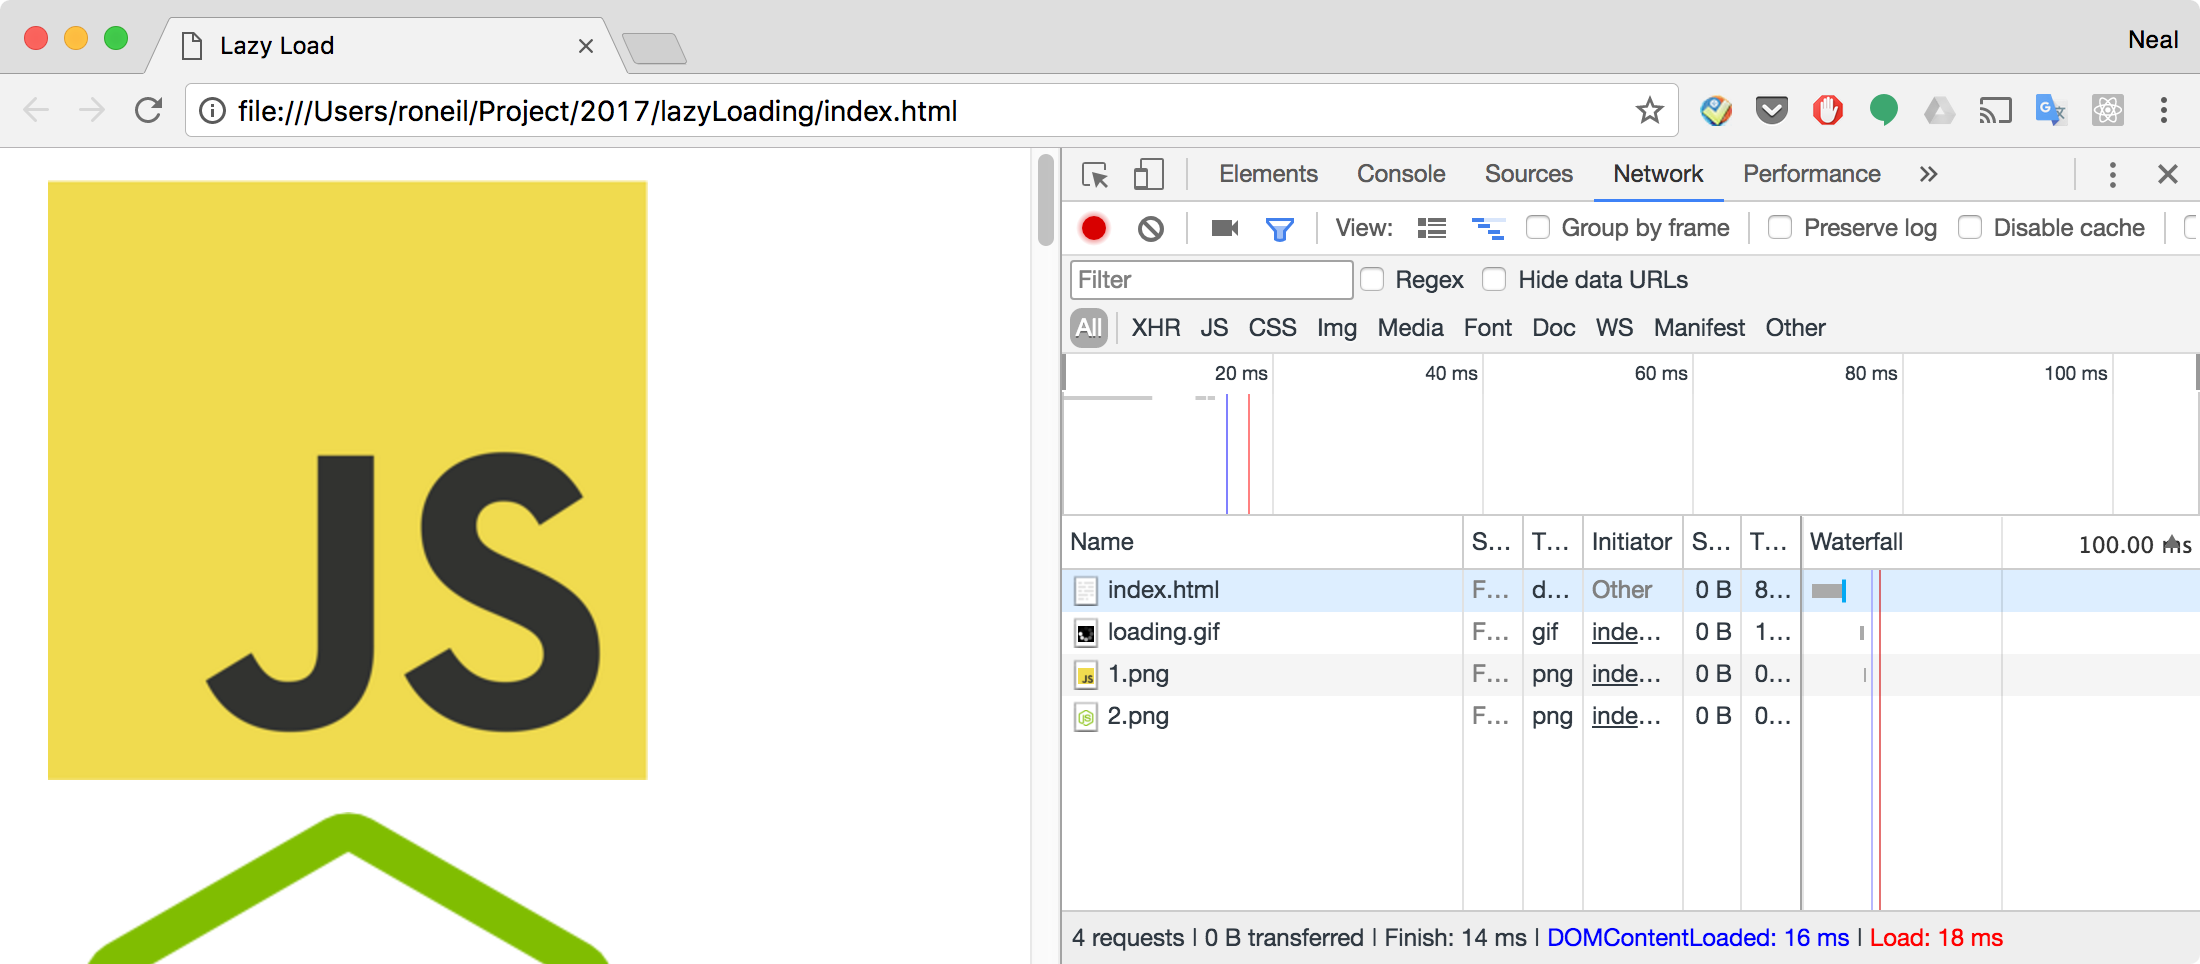 Lazy Load
Neal
file:///Users/roneil/Project/2017/lazyLoading/index.html
Elements Console Sources Network Performance »
View: Group by frame Preserve log Disable cache
Filter Regex Hide data URLs
All XHR JS CSS Img Media Font Doc WS Manifest Other
20 ms 40 ms 60 ms 80 ms 100 ms
JS
Name S... T... Initiator S... T... Waterfall 100.00 ms
index.html F... d... Other 0 B 8...
loading.gif F... gif inde... 0 B 1...
JS 1.png F... png inde... 0 B 0...
JS 2.png F... png inde... 0 B 0...
4 requests | 0 B transferred | Finish: 14 ms | DOMContentLoaded: 16 ms | Load: 18 ms